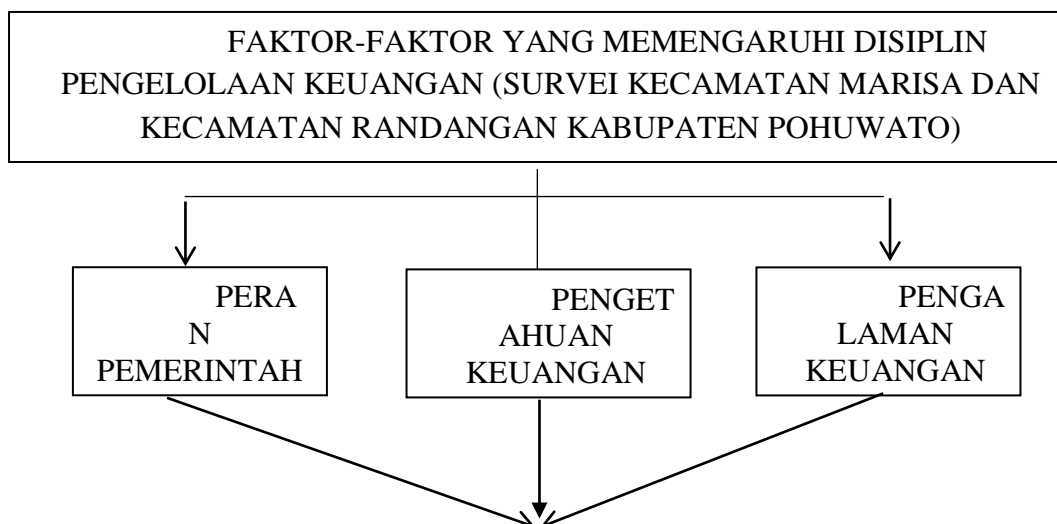 FAKTOR-FAKTOR YANG MEMENGARUHI DISIPLIN
PENGELOLAAN KEUANGAN (SURVEI KECAMATAN MARISA DAN
KECAMATAN RANDANGAN KABUPATEN POHUWATO)
PERA
N
PEMERINTAH
PENGET
AHUAN
KEUANGAN
PENGA
LAMAN
KEUANGAN